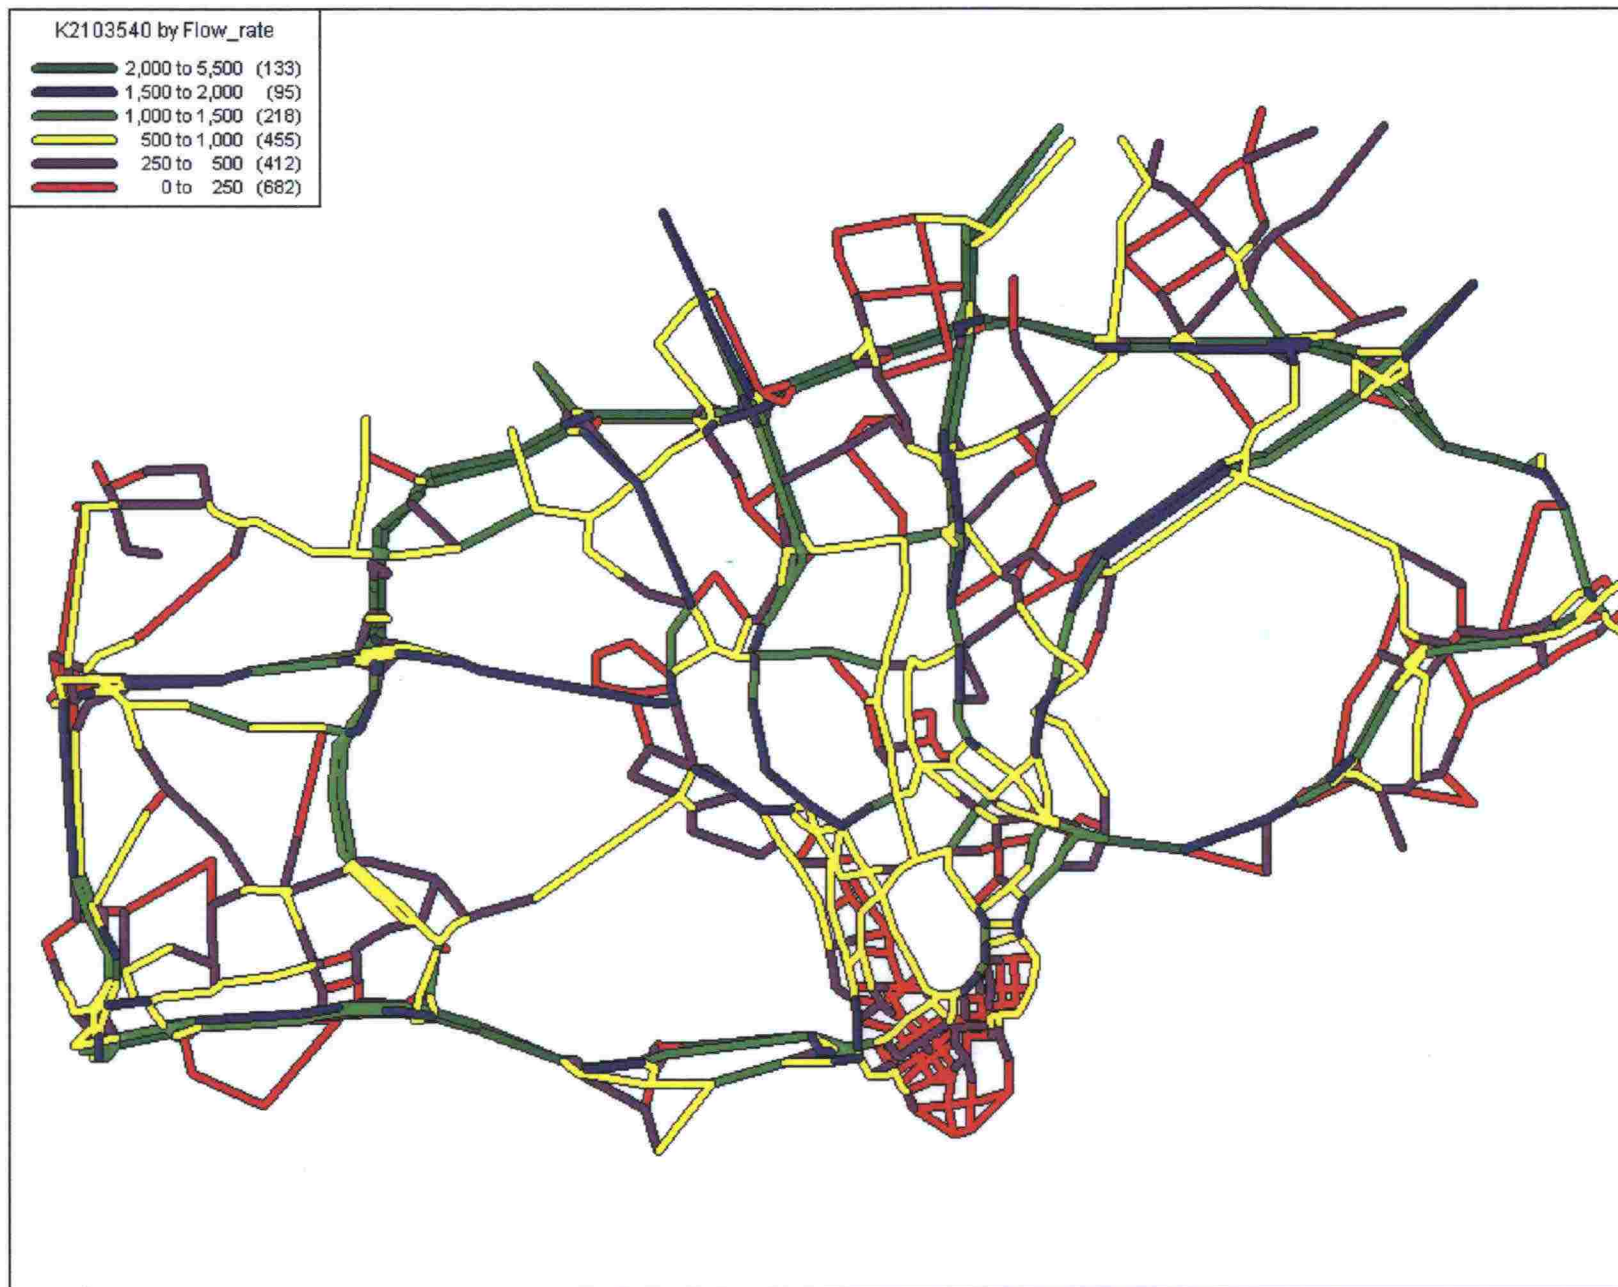 K2103540 by Flow_rate
2,000 to 5,500 (133)
1,500 to 2,000 (95)
1,000 to 1,500 (218)
500 to 1,000 (455)
250 to 500 (412)
0 to 250 (682)